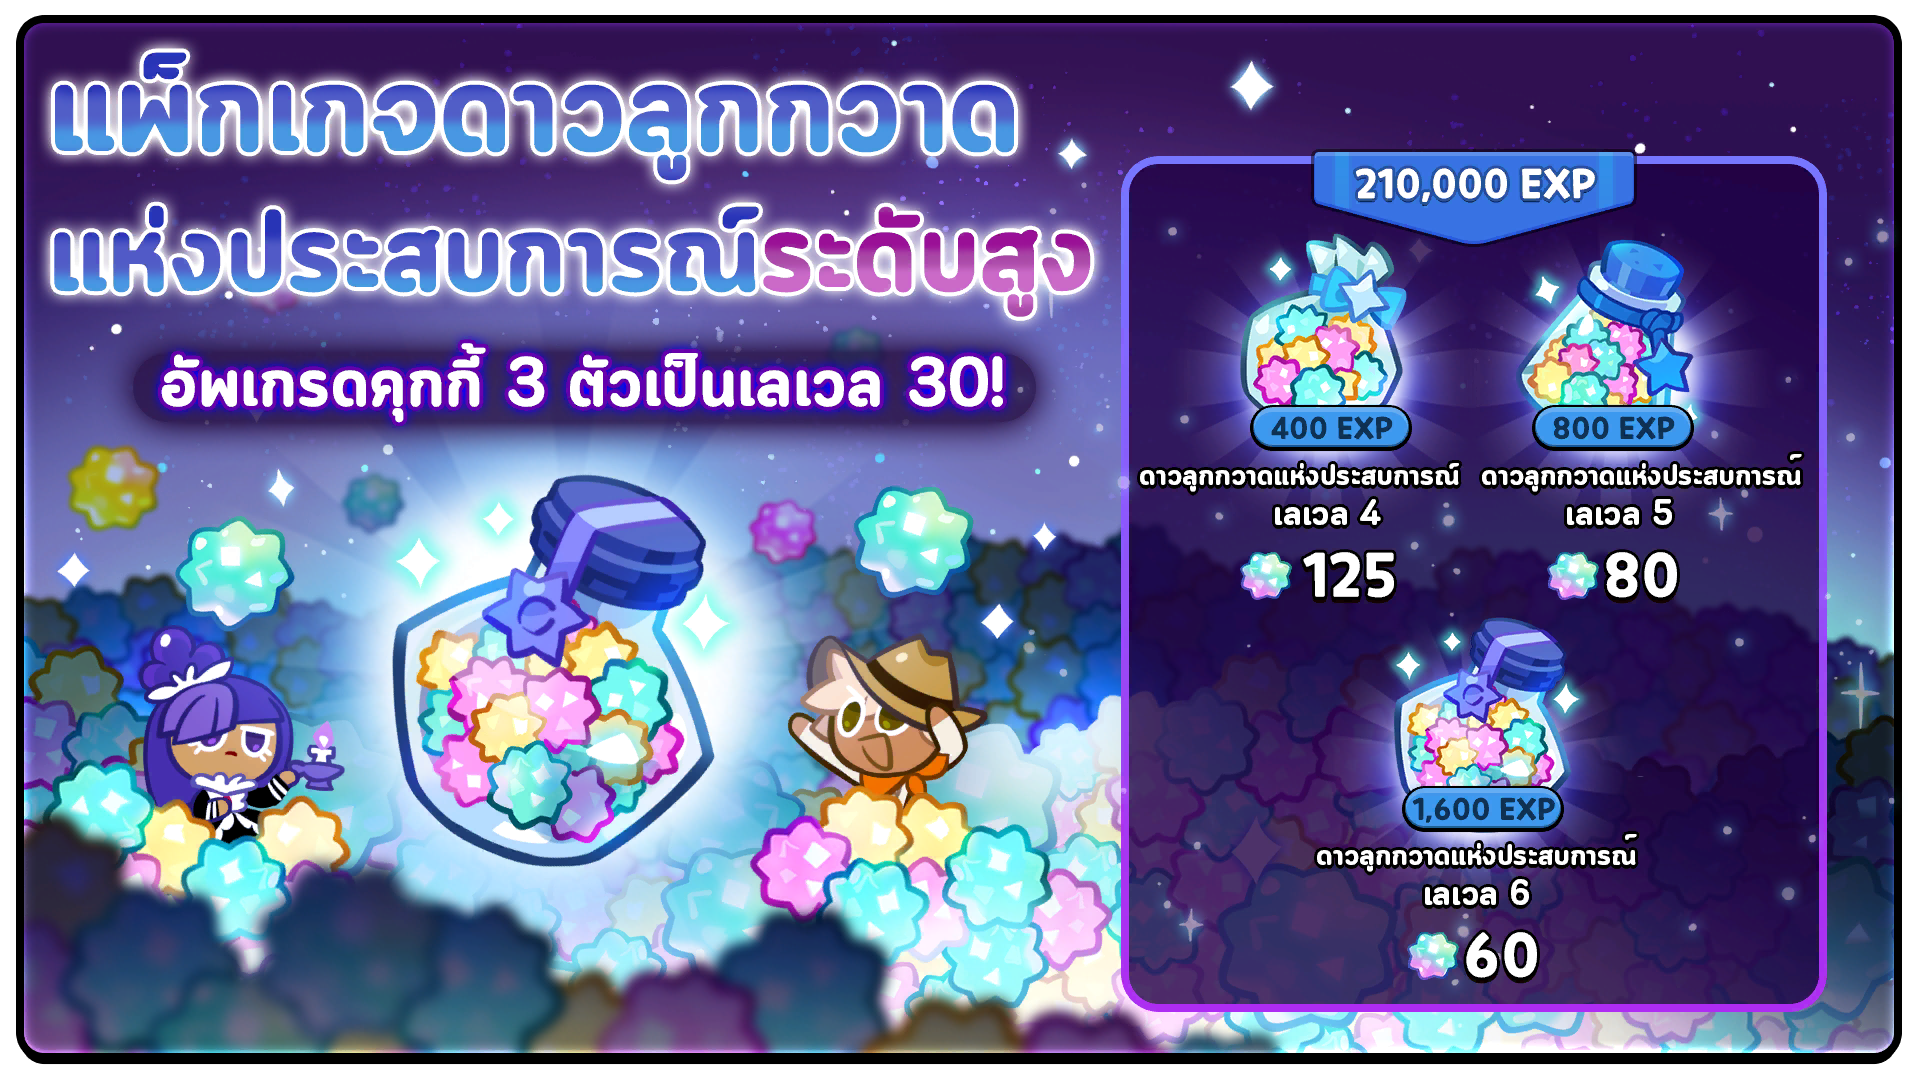 แพ็กเกจดาวลูกกวาด
แห่งประสบการณ์ระดับสูง
อัพเกรดคุกกี้ 3 ตัวเป็นเลเวล 30!
210,000 EXP
400 EXP
ดาวลูกกวาดแห่งประสบการณ์
เลเวล 4
125
800 EXP
ดาวลูกกวาดแห่งประสบการณ์
เลเวล 5
80
1,600 EXP
ดาวลูกกวาดแห่งประสบการณ์
เลเวล 6
60